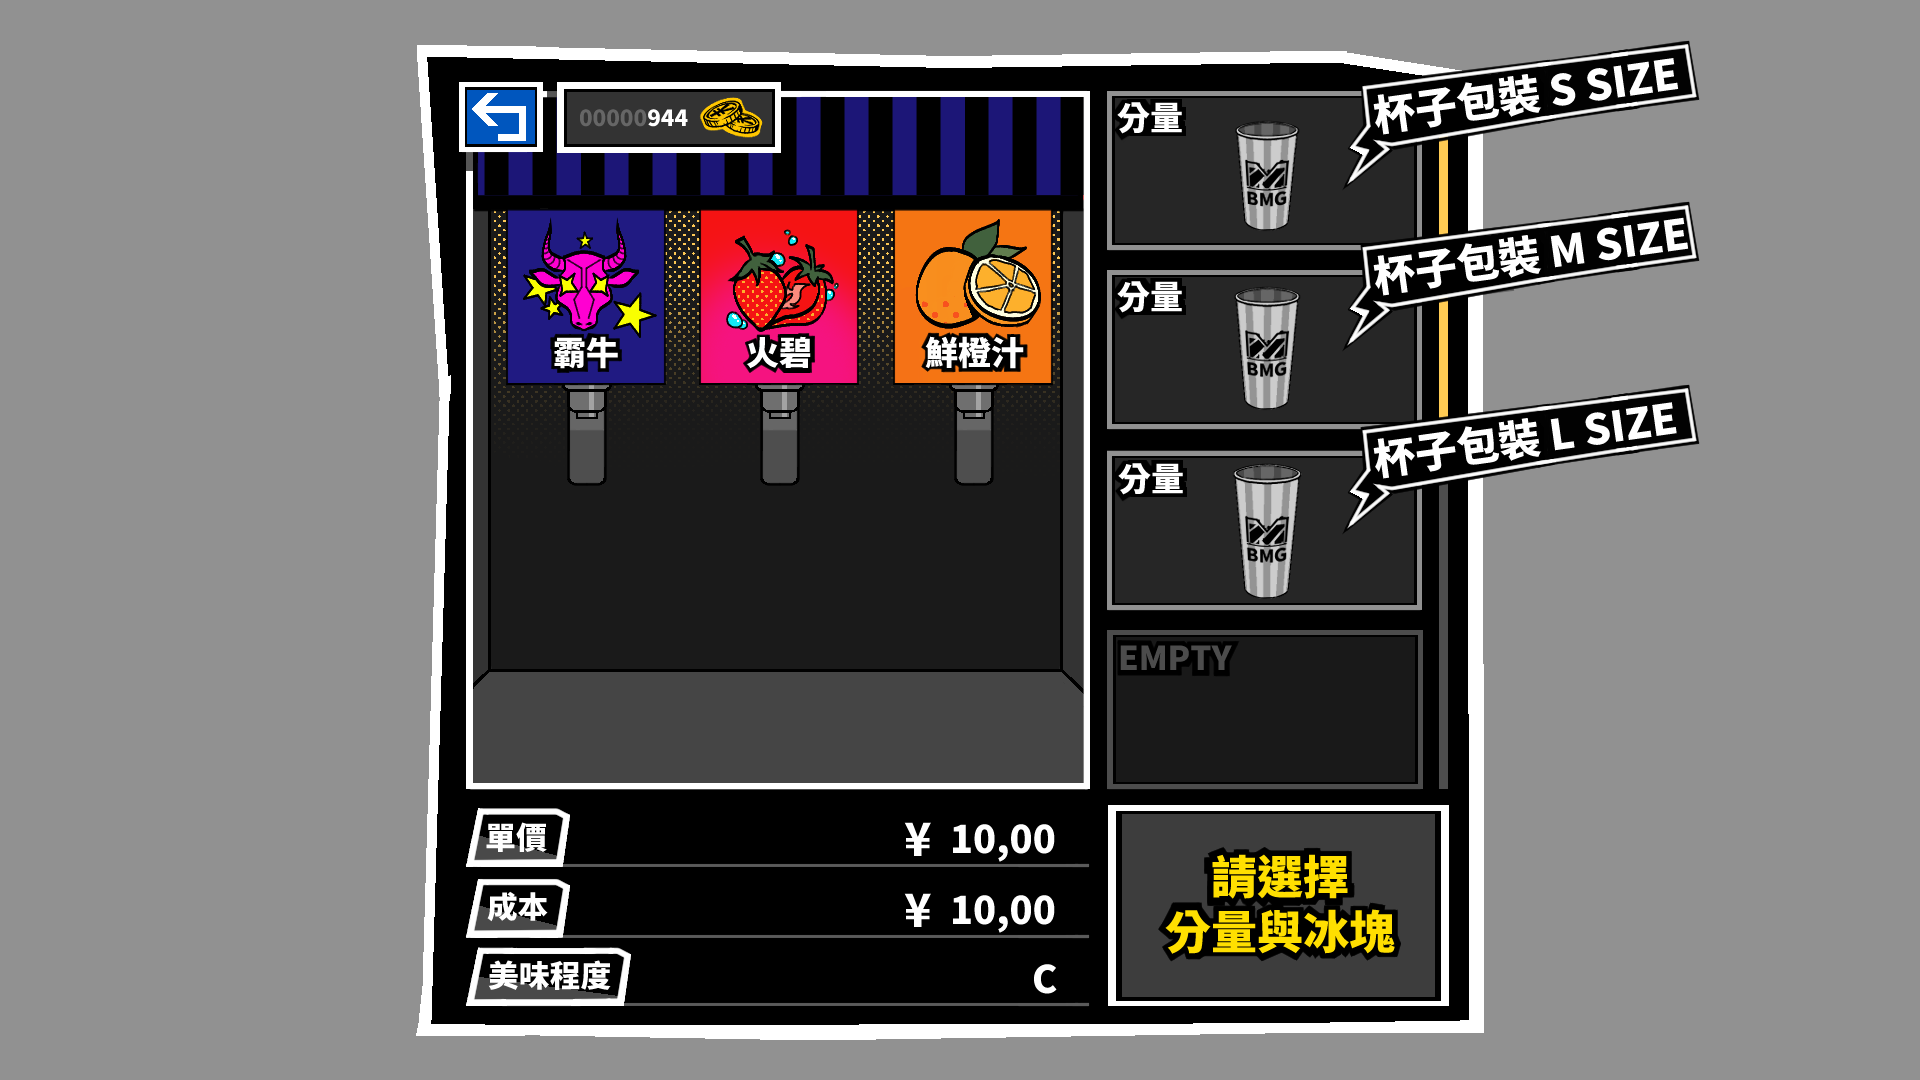 00000944
霸牛
火碧
鮮橙汁
分量
杯子包裝 S SIZE
BMG
分量
杯子包裝 M SIZE
BMG
分量
杯子包裝 L SIZE
BMG
EMPTY
單價
¥ 10,00
成本
¥ 10,00
美味程度
C
請選擇
分量與冰塊